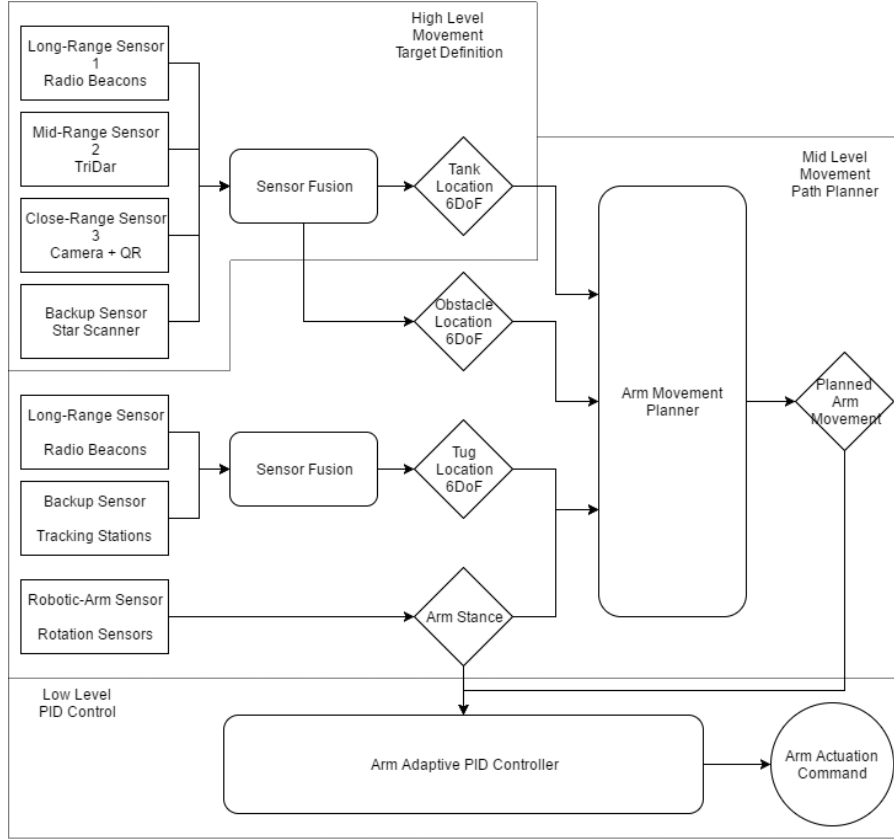 High Level
Movement
Target Definition
Long-Range Sensor
1
Radio Beacons
Mid-Range Sensor
2
TriDar
Close-Range Sensor
3
Camera + QR
Backup Sensor
Star Scanner
Sensor Fusion
Tank
Location
6DoF
Obstacle
Location
6DoF
Mid Level
Movement
Path Planner
Arm Movement
Planner
Planned
Arm
Movement
Long-Range Sensor
Radio Beacons
Backup Sensor
Tracking Stations
Sensor Fusion
Tug
Location
6DoF
Robotic-Arm Sensor
Rotation Sensors
Arm Stance
Low Level
PID Control
Arm Adaptive PID Controller
Arm Actuation
Command